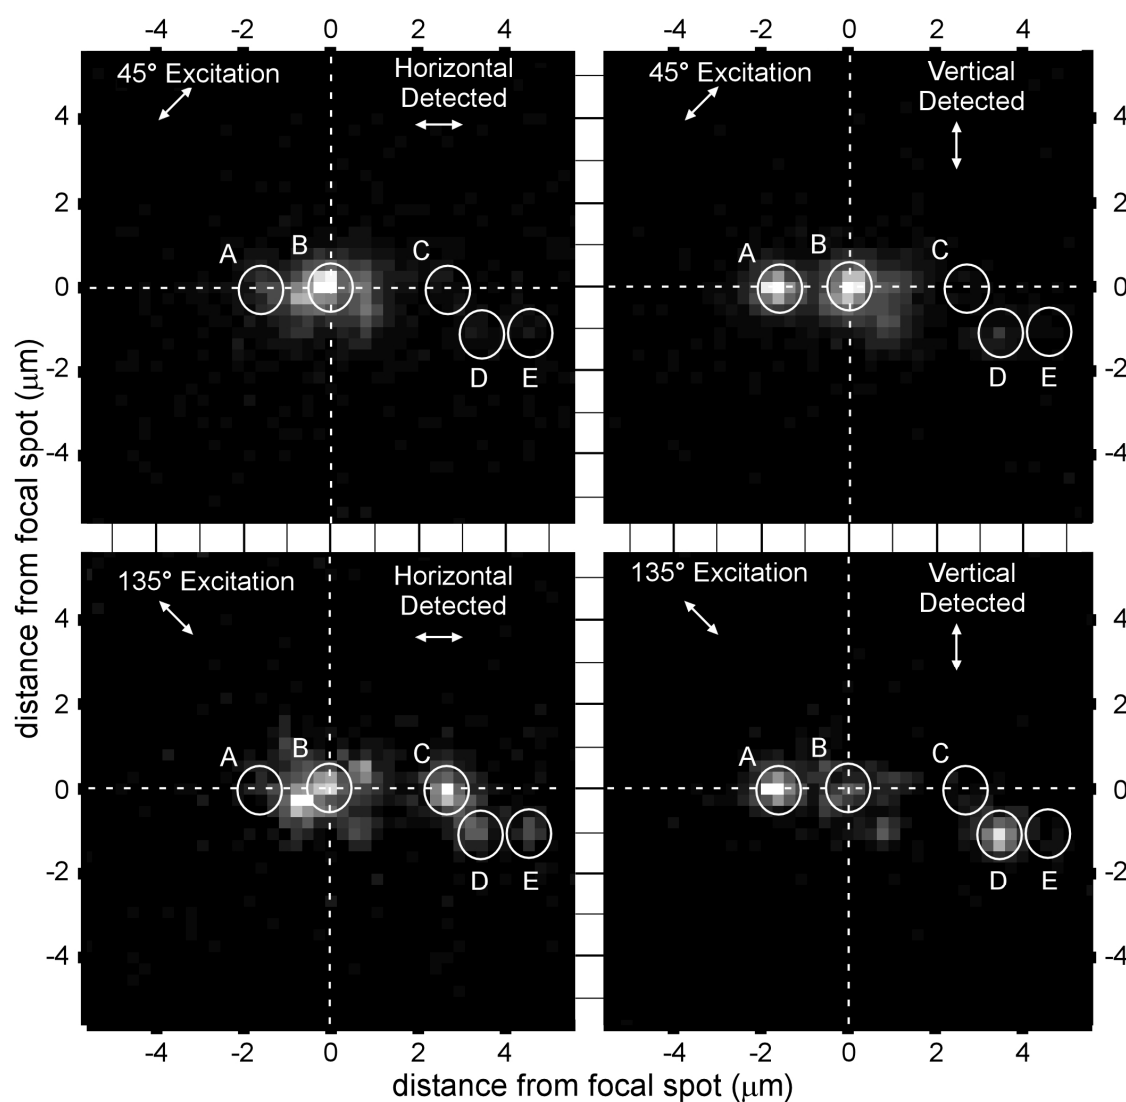 -4 -2 0 2 4 -4 -2 0 2 4
45° Excitation
Horizontal
Detected
45° Excitation
Vertical
Detected
4 4
2 2
A B C A B C
0 0
D E D E
-2 -2
-4 -4
distance from focal spot (μm)
135° Excitation
Horizontal
Detected
135° Excitation
Vertical
Detected
4 4
2 2
A B C A B C
0 0
D E D E
-2 -2
-4 -4
-4 -2 0 2 4 -4 -2 0 2 4
distance from focal spot (μm)